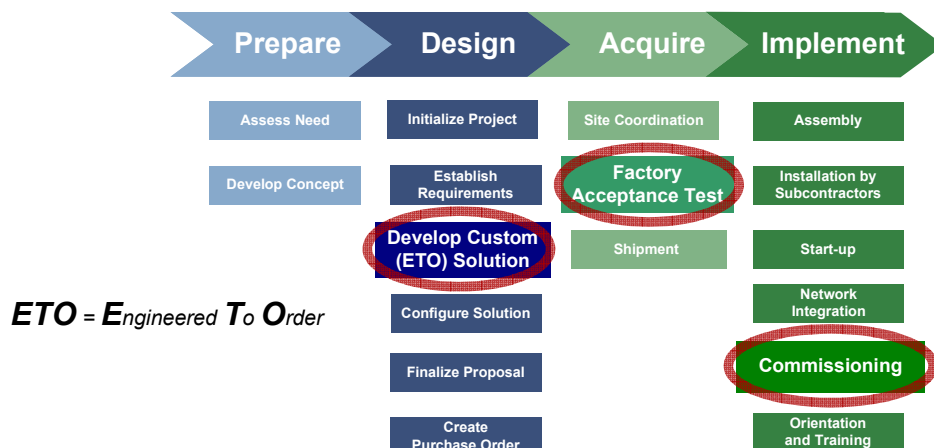 Prepare
Design
Acquire
Implement
Assess Need
Develop Concept
Initialize Project
Establish
Requirements
Develop Custom
(ETO) Solution
Configure Solution
Finalize Proposal
Create
Purchase Order
Site Coordination
Factory
Acceptance Test
Shipment
Assembly
Installation by
Subcontractors
Start-up
Network
Integration
Commissioning
Orientation
and Training
ETO = Engineered To Order